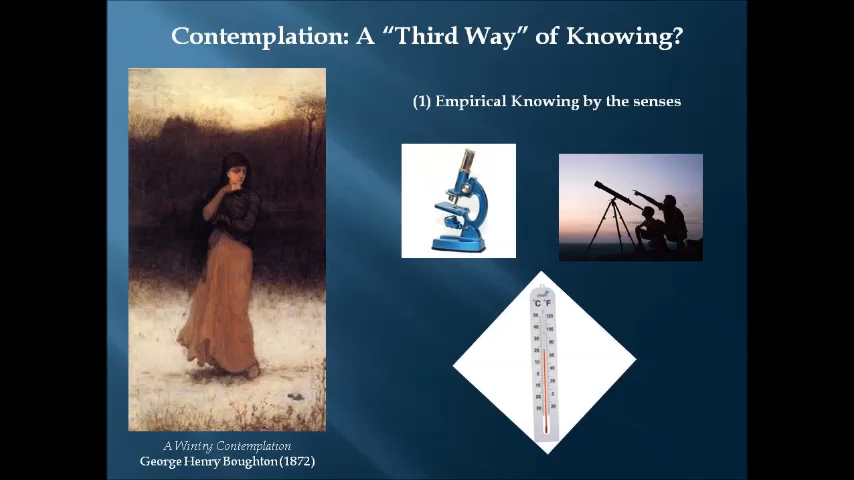 Contemplation: A “Third Way” of Knowing?
(1) Empirical Knowing by the senses
°C °F
A Wintry Contemplation
George Henry Boughton (1872)